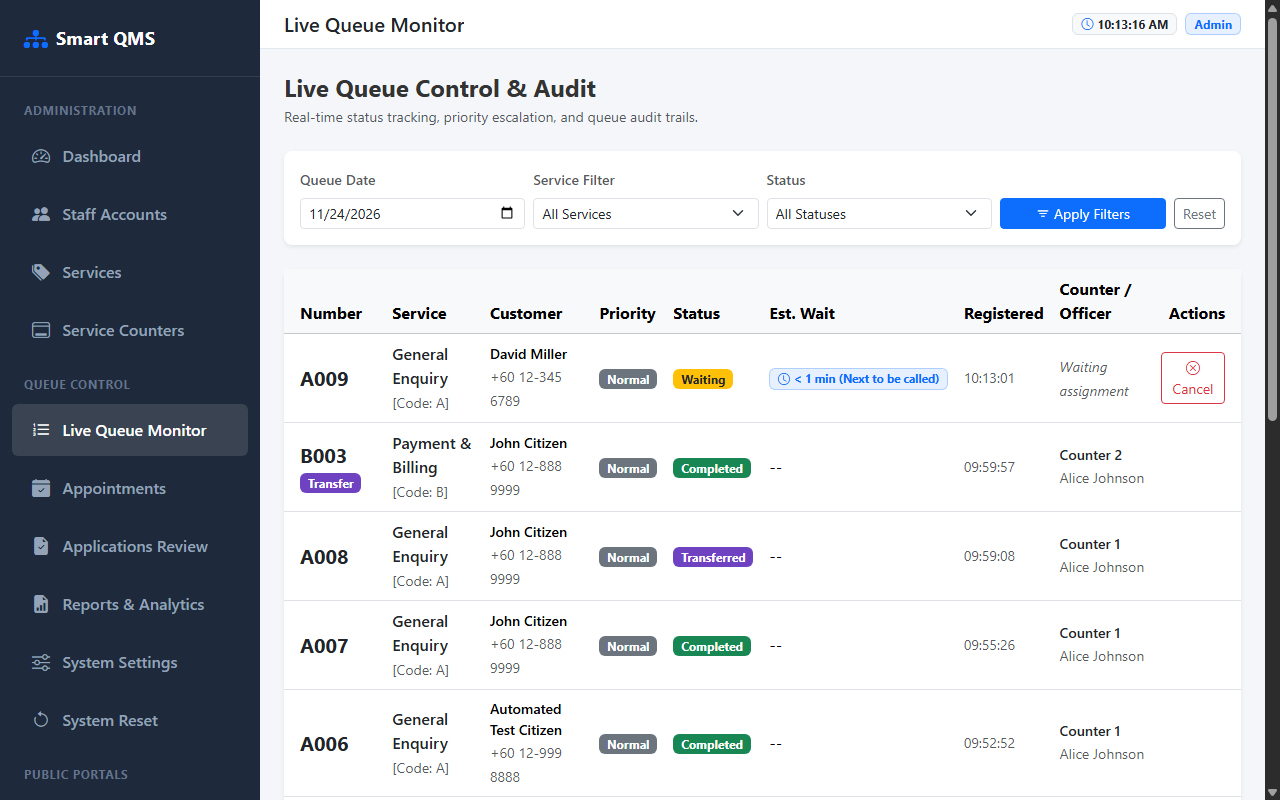 Smart QMS
ADMINISTRATION
Dashboard
Staff Accounts
Services
Service Counters
QUEUE CONTROL
Live Queue Monitor
Appointments
Applications Review
Reports & Analytics
System Settings
System Reset
PUBLIC PORTALS
Live Queue Monitor
10:13:16 AM
Admin
Live Queue Control & Audit
Real-time status tracking, priority escalation, and queue audit trails.
Queue Date
Service Filter
Status
11/24/2026
All Services
All Statuses
Apply Filters
Reset
Number
Service
Customer
Priority
Status
Est. Wait
Registered
Counter /
Officer
Actions
A009
General
Enquiry
[Code: A]
David Miller
+60 12-345
6789
Normal
Waiting
< 1 min (Next to be called)
10:13:01
Waiting
assignment
Cancel
B003
Transfer
Payment &
Billing
[Code: B]
John Citizen
+60 12-888
9999
Normal
Completed
--
09:59:57
Counter 2
Alice Johnson
A008
General
Enquiry
[Code: A]
John Citizen
+60 12-888
9999
Normal
Transferred
--
09:59:08
Counter 1
Alice Johnson
A007
General
Enquiry
[Code: A]
John Citizen
+60 12-888
9999
Normal
Completed
--
09:55:26
Counter 1
Alice Johnson
A006
General
Enquiry
[Code: A]
Automated
Test Citizen
+60 12-999
8888
Normal
Completed
--
09:52:52
Counter 1
Alice Johnson